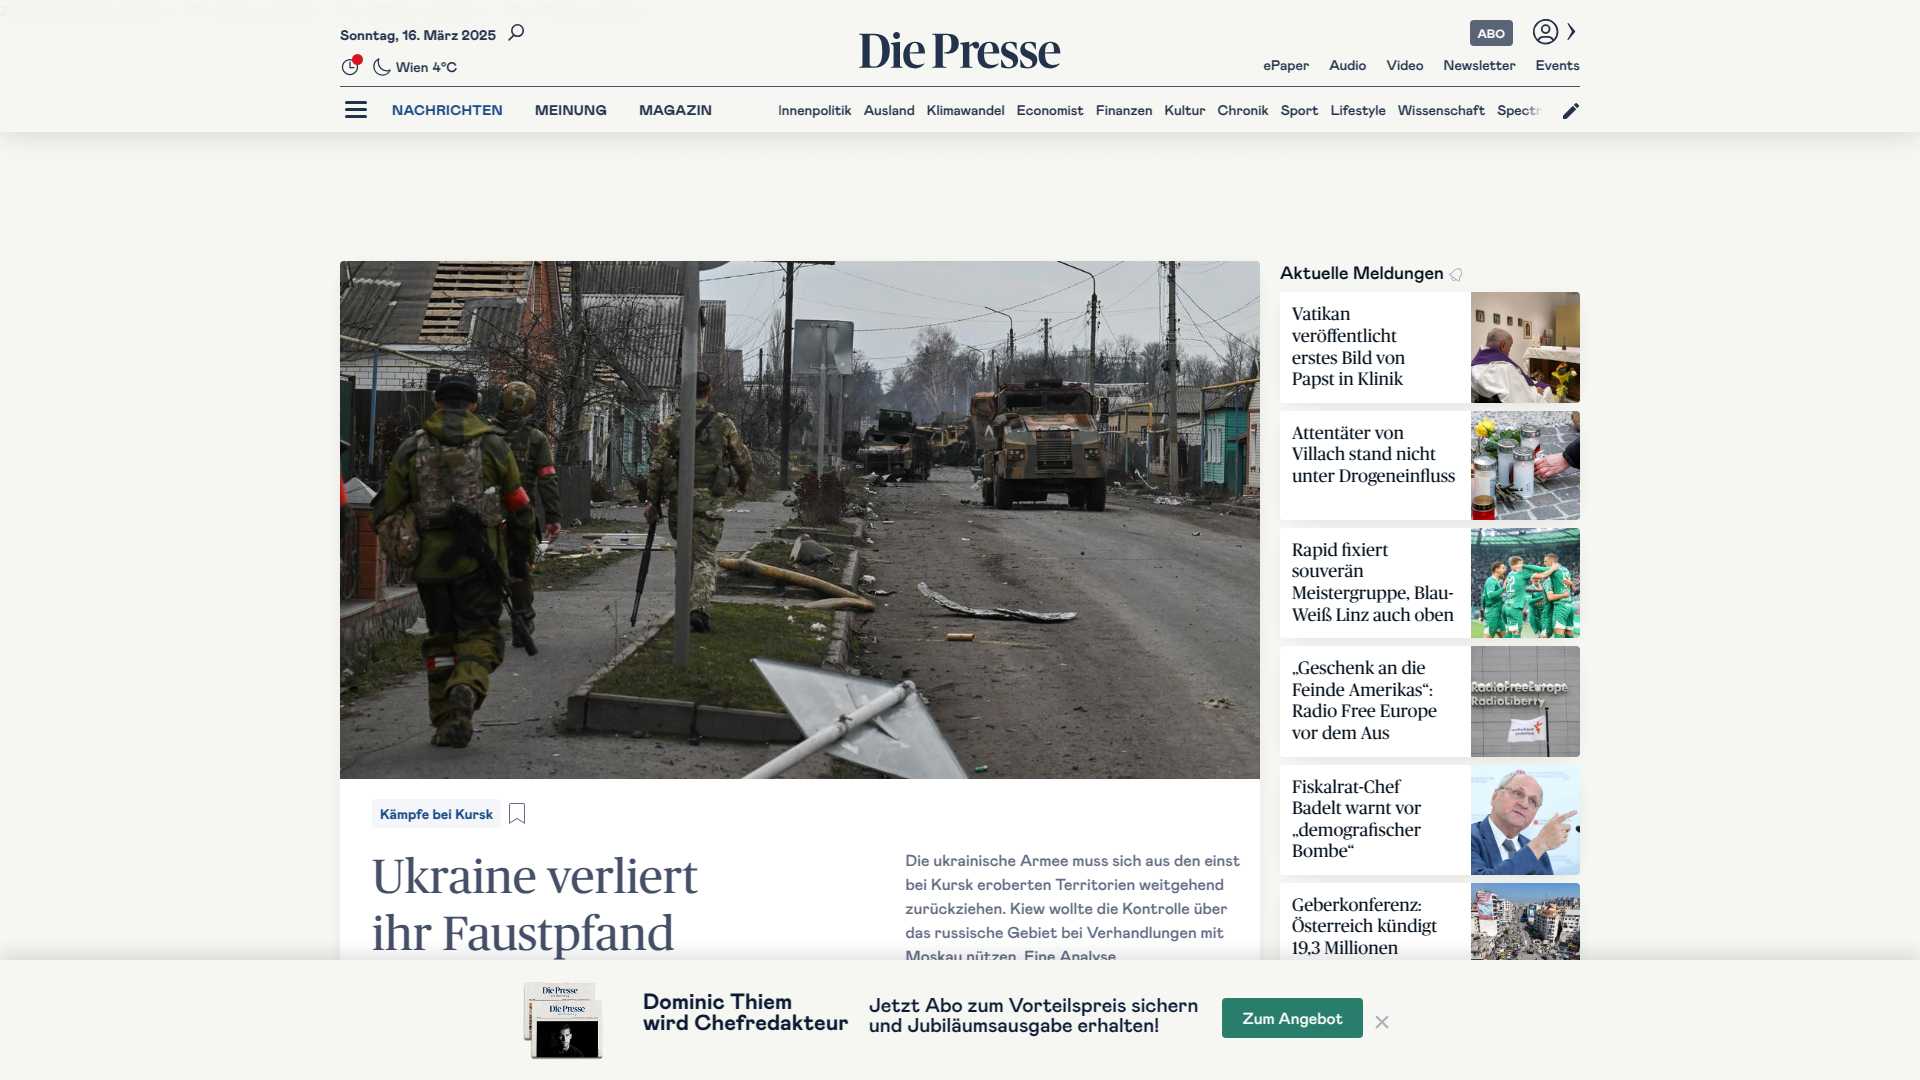 Sonntag, 16. März 2025
Wien 4°C
Die Presse
ABO
ePaper Audio Video Newsletter Events
NACHRICHTEN MEINUNG MAGAZIN
Innenpolitik Ausland Klimawandel Economist Finanzen Kultur Chronik Sport Lifestyle Wissenschaft Spectr
Kämpfe bei Kursk
Ukraine verliert
ihr Faustpfand
Die ukrainische Armee muss sich aus den einst
bei Kursk eroberten Territorien weitgehend
zurückziehen. Kiew wollte die Kontrolle über
das russische Gebiet bei Verhandlungen mit
Moskau nützen. Eine Analyse.
Aktuelle Meldungen
Vatikan
veröffentlicht
erstes Bild von
Papst in Klinik
Attentäter von
Villach stand nicht
unter Drogeneinfluss
Rapid fixiert
souverän
Meistergruppe, Blau-
Weiß Linz auch oben
„Geschenk an die
Feinde Amerikas“:
Radio Free Europe
vor dem Aus
RadioFreeEurope
RadioLiberty
Fiskalrat-Chef
Badelt warnt vor
„demografischer
Bombe“
Geberkonferenz:
Österreich kündigt
19,3 Millionen
Die Presse
Die Presse
Dominic Thiem
wird Chefredakteur
Jetzt Abo zum Vorteilspreis sichern
und Jubiläumsausgabe erhalten!
Zum Angebot